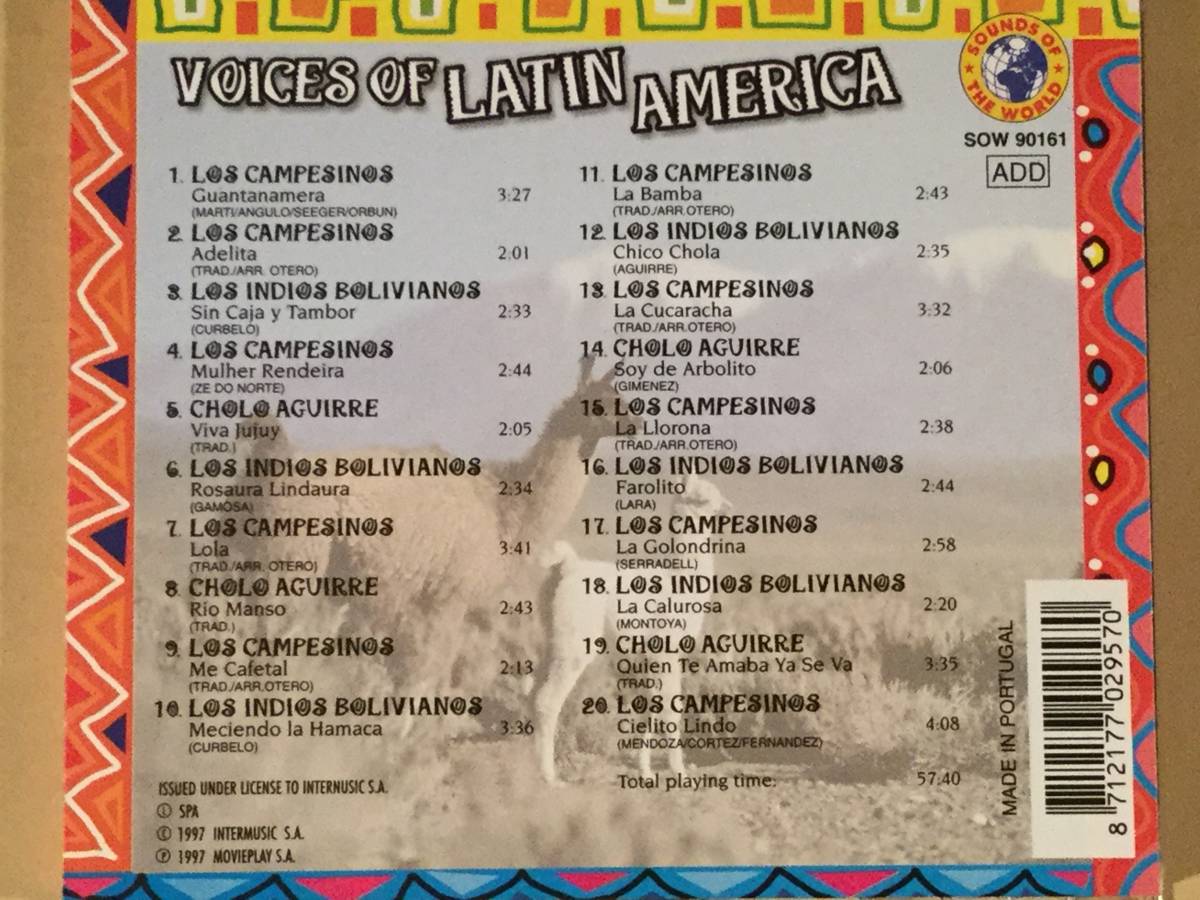 VOICES OF LATIN AMERICA
SOUNDS OF THE WORLD
SOW 90161
ADD
1. LOS CAMPESINOS
Guantanamera 3:27
(MARTI/ANGULO/SEEGER/ORBUN)
2. LOS CAMPESINOS
Adelita 2:01
(TRAD./ARR. OTERO)
3. LOS INDIOS BOLIVIANOS
Sin Caja y Tambor 2:33
(CURBELO)
4. LOS CAMPESINOS
Mulher Rendeira 2:44
(ZE DO NORTE)
5. CHOLO AGUIRRE
Viva Jujuy 2:05
(TRAD.)
6. LOS INDIOS BOLIVIANOS
Rosaura Lindaura 2:34
(GAMOSA)
7. LOS CAMPESINOS
Lola 3:41
(TRAD./ARR. OTERO)
8. CHOLO AGUIRRE
Rio Manso 2:43
(TRAD.)
9. LOS CAMPESINOS
Me Cafetal 2:13
(TRAD./ARR.OTERO)
10. LOS INDIOS BOLIVIANOS
Meciendo la Hamaca 3:36
(CURBELO)
11. LOS CAMPESINOS
La Bamba 2:43
(TRAD./ARR.OTERO)
12. LOS INDIOS BOLIVIANOS
Chico Chola 2:35
(AGUIRRE)
13. LOS CAMPESINOS
La Cucaracha 3:32
(TRAD./ARR.OTERO)
14. CHOLO AGUIRRE
Soy de Arbolito 2:06
(GIMENEZ)
15. LOS CAMPESINOS
La Llorona 2:38
(TRAD./ARR.OTERO)
16. LOS INDIOS BOLIVIANOS
Farolito 2:44
(LARA)
17. LOS CAMPESINOS
La Golondrina 2:58
(SERRADELL)
18. LOS INDIOS BOLIVIANOS
La Calurosa 2:20
(MONTOYA)
19. CHOLO AGUIRRE
Quien Te Amaba Ya Se Va 3:35
(TRAD.)
20. LOS CAMPESINOS
Cielito Lindo 4:08
(MENDOZA/CORTEZ/FERNANDEZ)
Total playing time: 57:40
ISSUED UNDER LICENSE TO INTERNUSIC S.A.
Ⓛ SPA
© 1997 INTERMUSIC S.A.
℗ 1997 MOVIEPLAY S.A.
MADE IN PORTUGAL
8 712177 029570